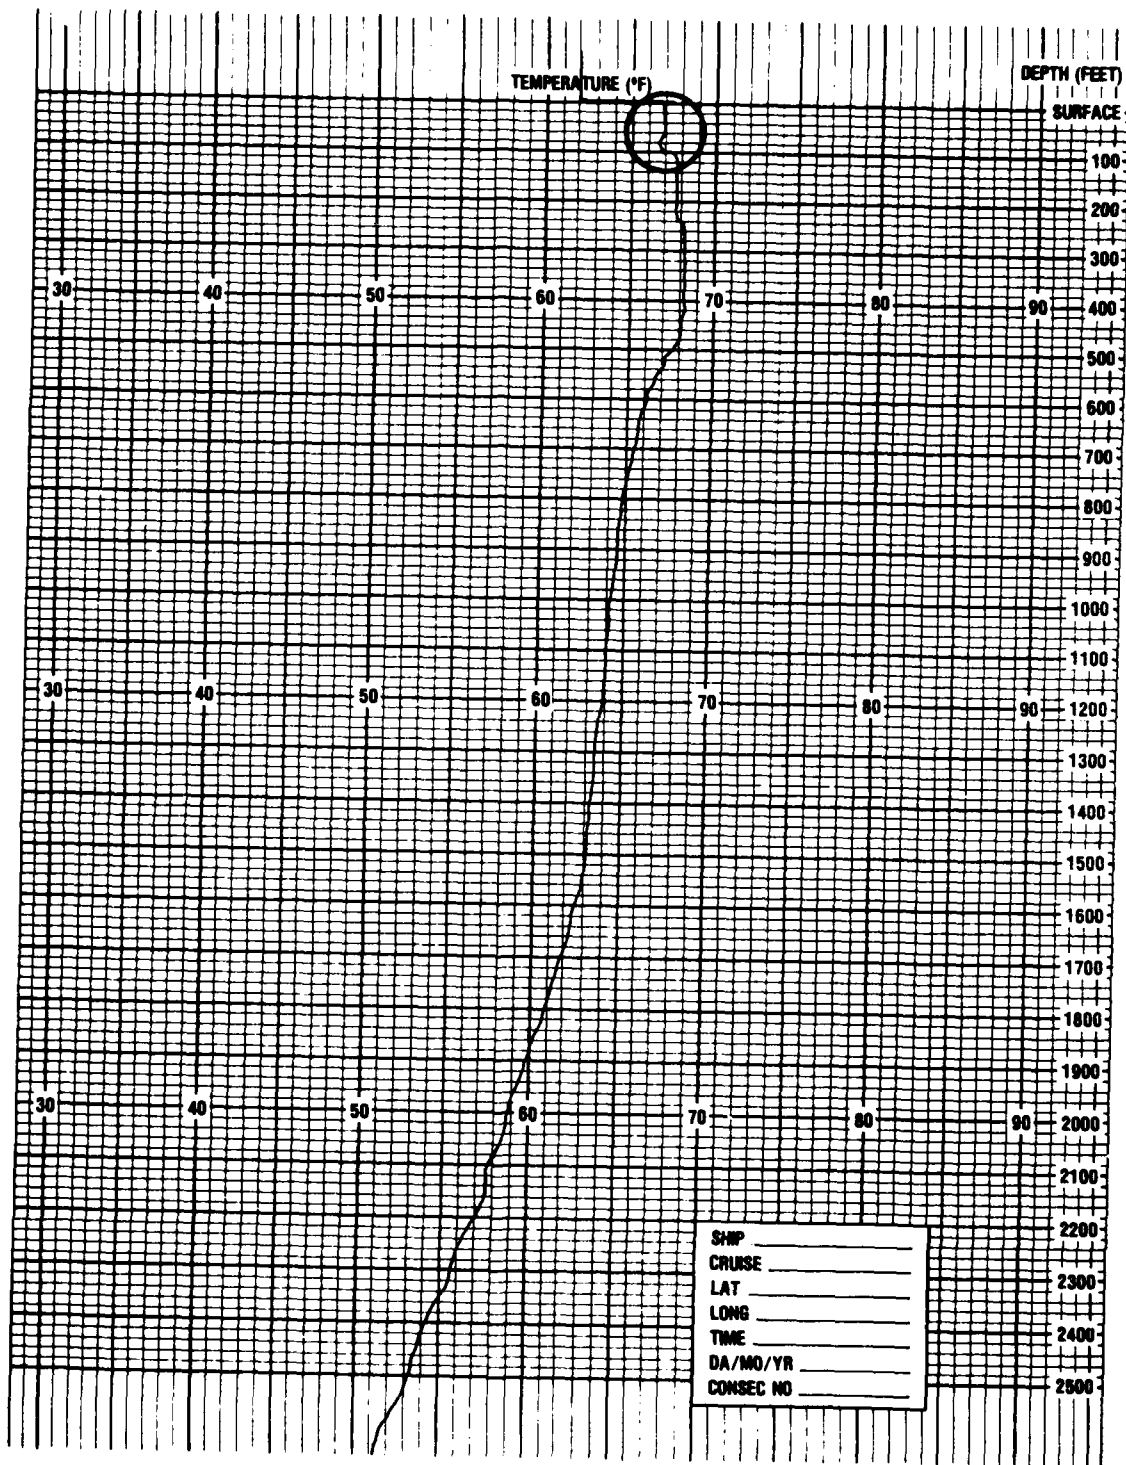 TEMPERATURE (°F)
DEPTH (FEET)
SURFACE
100
200
300
30 40 50 60 70 80 90 400
500
600
700
800
900
1000
1100
30 40 50 60 70 80 90 1200
1300
1400
1500
1600
1700
1800
1900
30 40 50 60 70 80 90 2000
2100
2200
SHIP
CRUISE
2300
LAT
LONG
TIME
2400
DA/MO/YR
CONSEC NO
2500